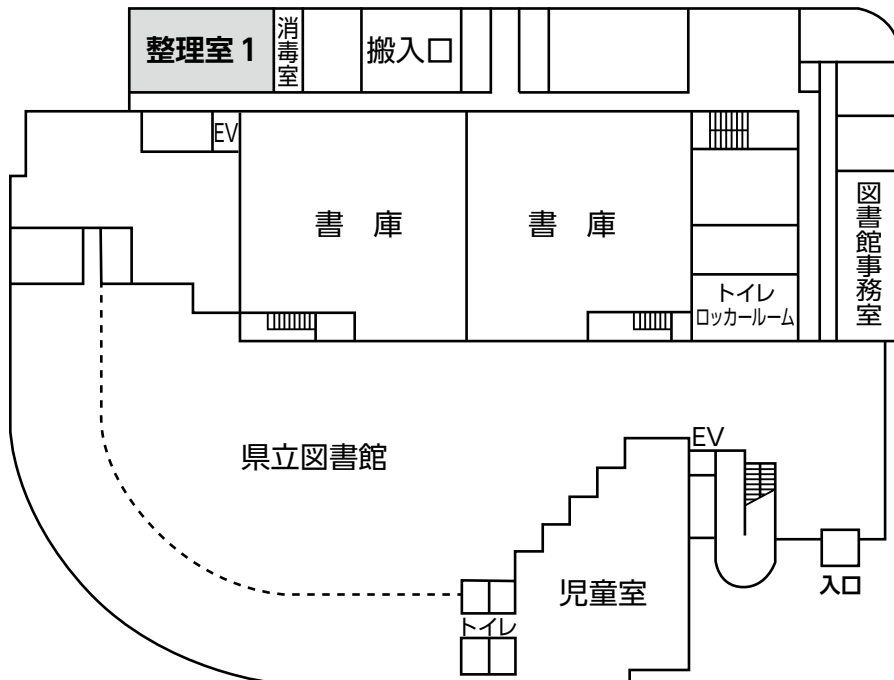 整理室1
消毒室
搬入口
EV
書 庫
書 庫
図書館事務室
トイレ
ロッカールーム
県立図書館
EV
入口
児童室
トイレ